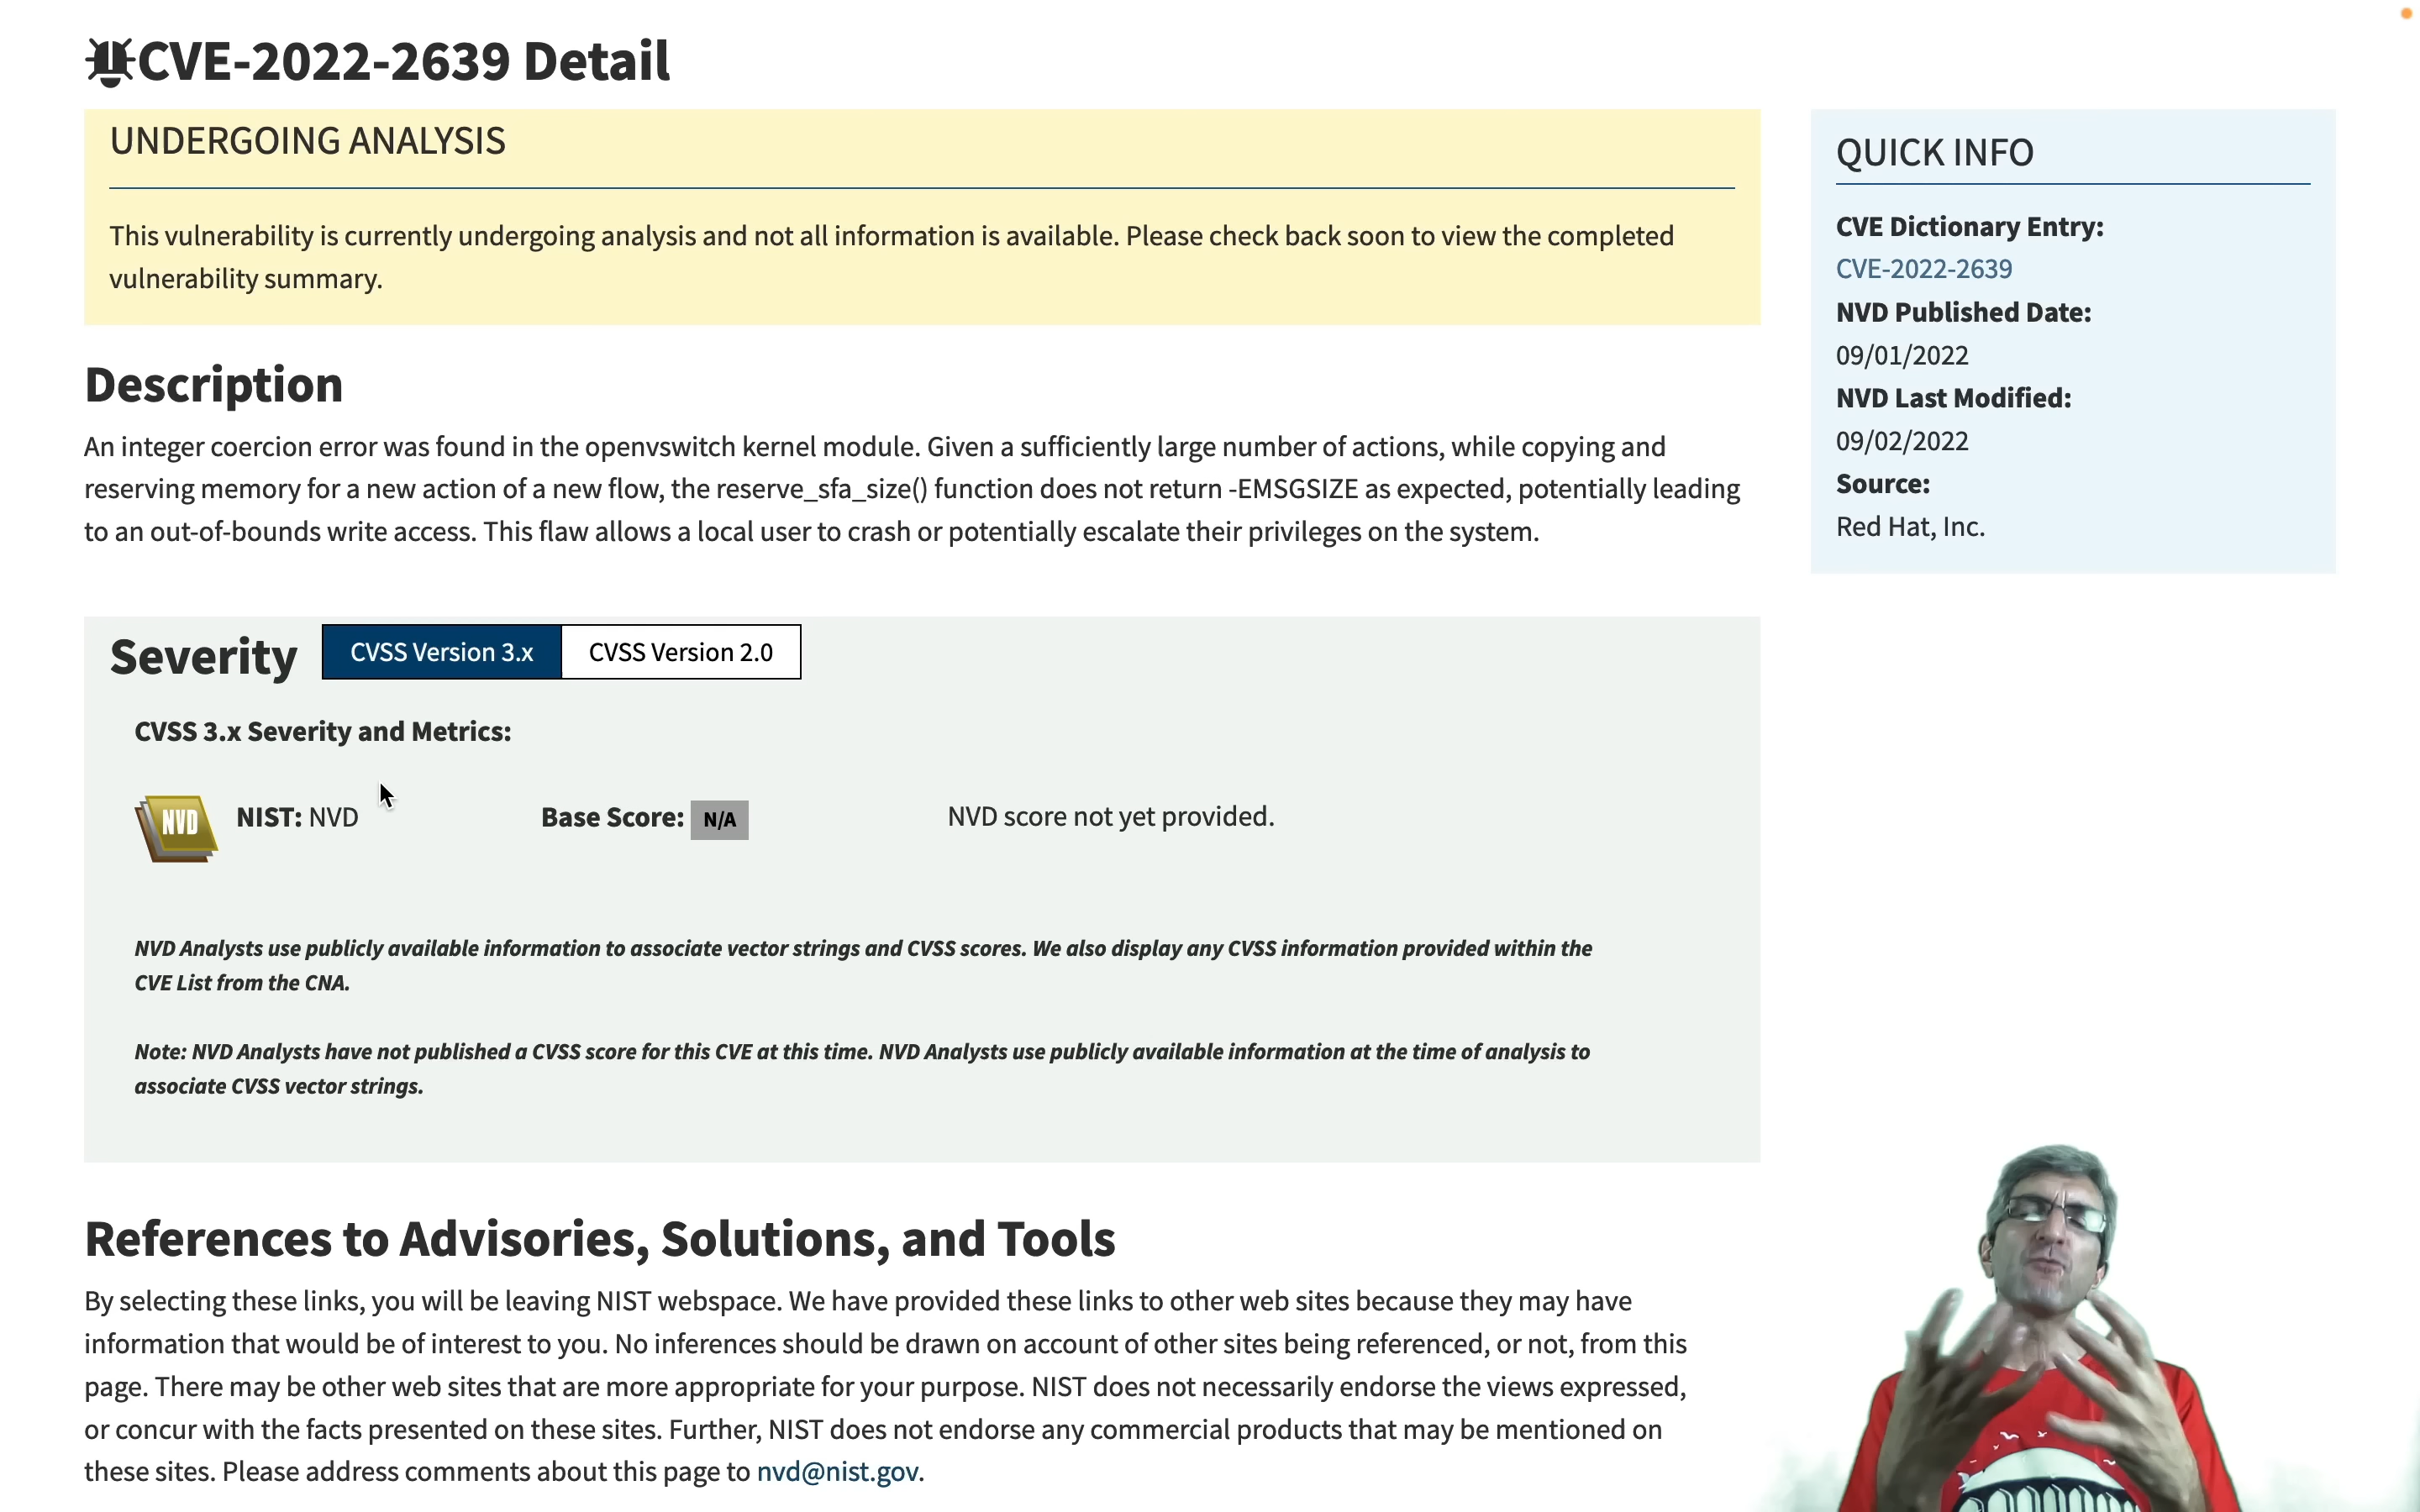 CVE-2022-2639 Detail
UNDERGOING ANALYSIS
This vulnerability is currently undergoing analysis and not all information is available. Please check back soon to view the completed
vulnerability summary.
Description
An integer coercion error was found in the openvswitch kernel module. Given a sufficiently large number of actions, while copying and
reserving memory for a new action of a new flow, the reserve_sfa_size() function does not return -EMSGSIZE as expected, potentially leading
to an out-of-bounds write access. This flaw allows a local user to crash or potentially escalate their privileges on the system.
Severity CVSS Version 3.x CVSS Version 2.0
CVSS 3.x Severity and Metrics:
NVD NIST: NVD Base Score: N/A NVD score not yet provided.
NVD Analysts use publicly available information to associate vector strings and CVSS scores. We also display any CVSS information provided within the
CVE List from the CNA.
Note: NVD Analysts have not published a CVSS score for this CVE at this time. NVD Analysts use publicly available information at the time of analysis to
associate CVSS vector strings.
References to Advisories, Solutions, and Tools
By selecting these links, you will be leaving NIST webspace. We have provided these links to other web sites because they may have
information that would be of interest to you. No inferences should be drawn on account of other sites being referenced, or not, from this
page. There may be other web sites that are more appropriate for your purpose. NIST does not necessarily endorse the views expressed,
or concur with the facts presented on these sites. Further, NIST does not endorse any commercial products that may be mentioned on
these sites. Please address comments about this page to nvd@nist.gov.
QUICK INFO
CVE Dictionary Entry:
CVE-2022-2639
NVD Published Date:
09/01/2022
NVD Last Modified:
09/02/2022
Source:
Red Hat, Inc.